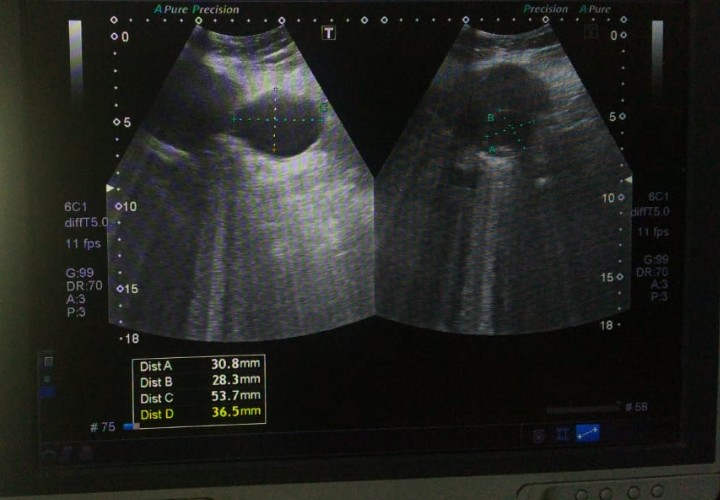 A Pure Precision
Precision A Pure
T
0
5
10
15
18
6C1
diffT5.0
11 fps
G:99
DR:70
A:3
P:3
C
B
A
0
5
10
15
18
6C1
diffT5.0
11 fps
G:99
DR:70
A:3
P:3
Dist A 30.8mm
Dist B 28.3mm
Dist C 53.7mm
Dist D 36.5mm
# 75
# 58